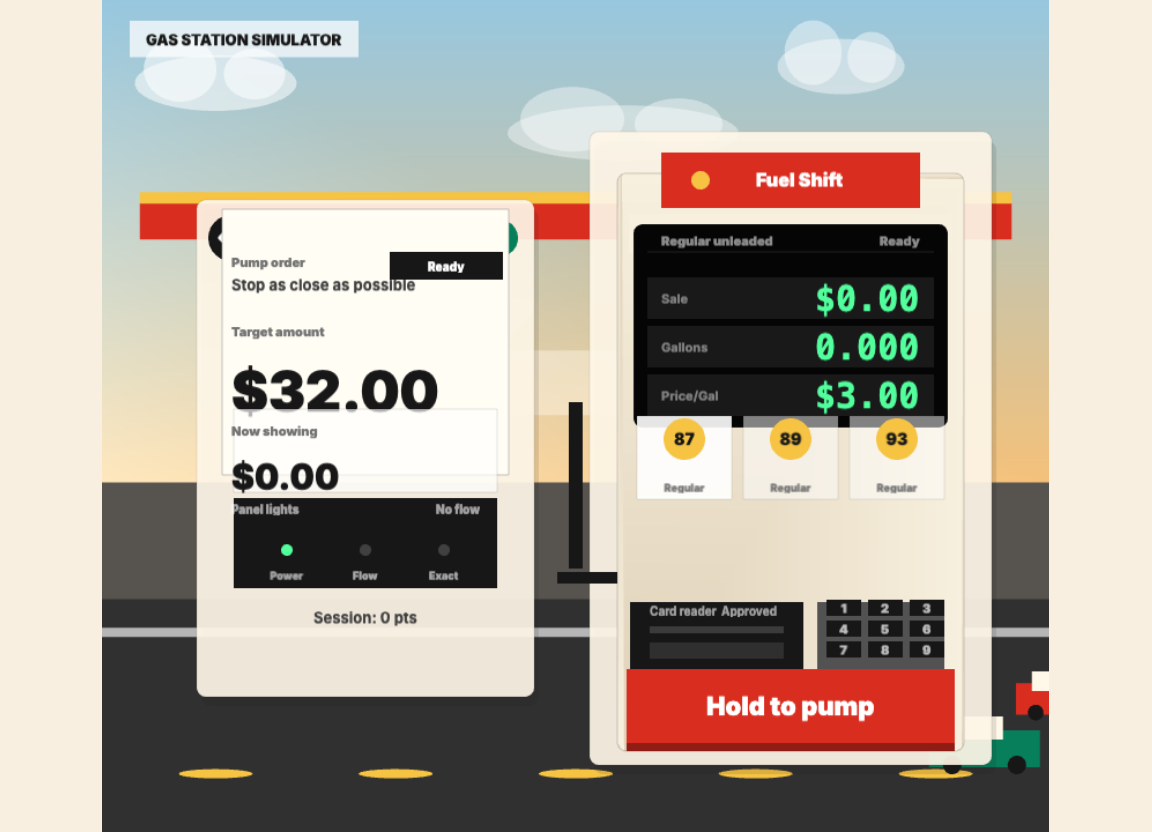 GAS STATION SIMULATOR
Pump order
Ready
Stop as close as possible
Target amount
$32.00
Now showing
$0.00
Panel lights
No flow
Power
Flow
Exact
Session: 0 pts
Fuel Shift
Regular unleaded
Ready
Sale
$0.00
Gallons
0.000
Price/Gal
$3.00
87
89
93
Regular
Regular
Regular
Card reader
Approved
1
2
3
4
5
6
7
8
9
Hold to pump